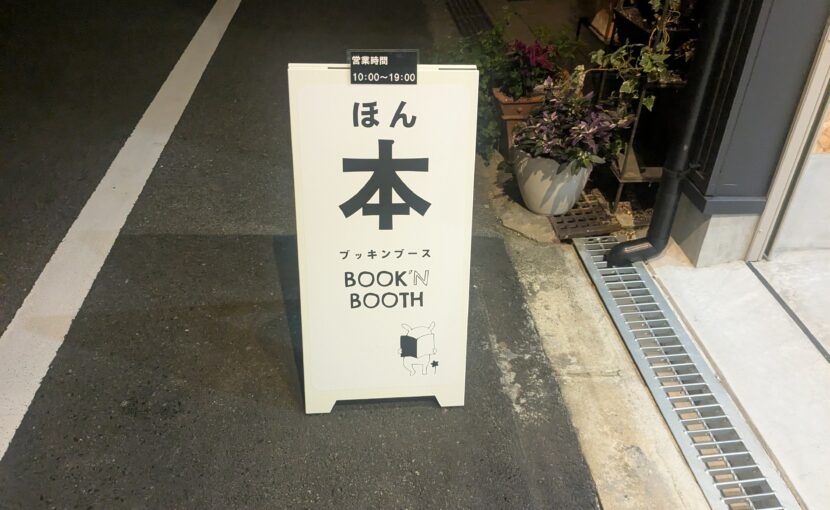 営業時間
10:00〜19:00
ほん
本
ブッキンブース
BOOK'N
BOOTH